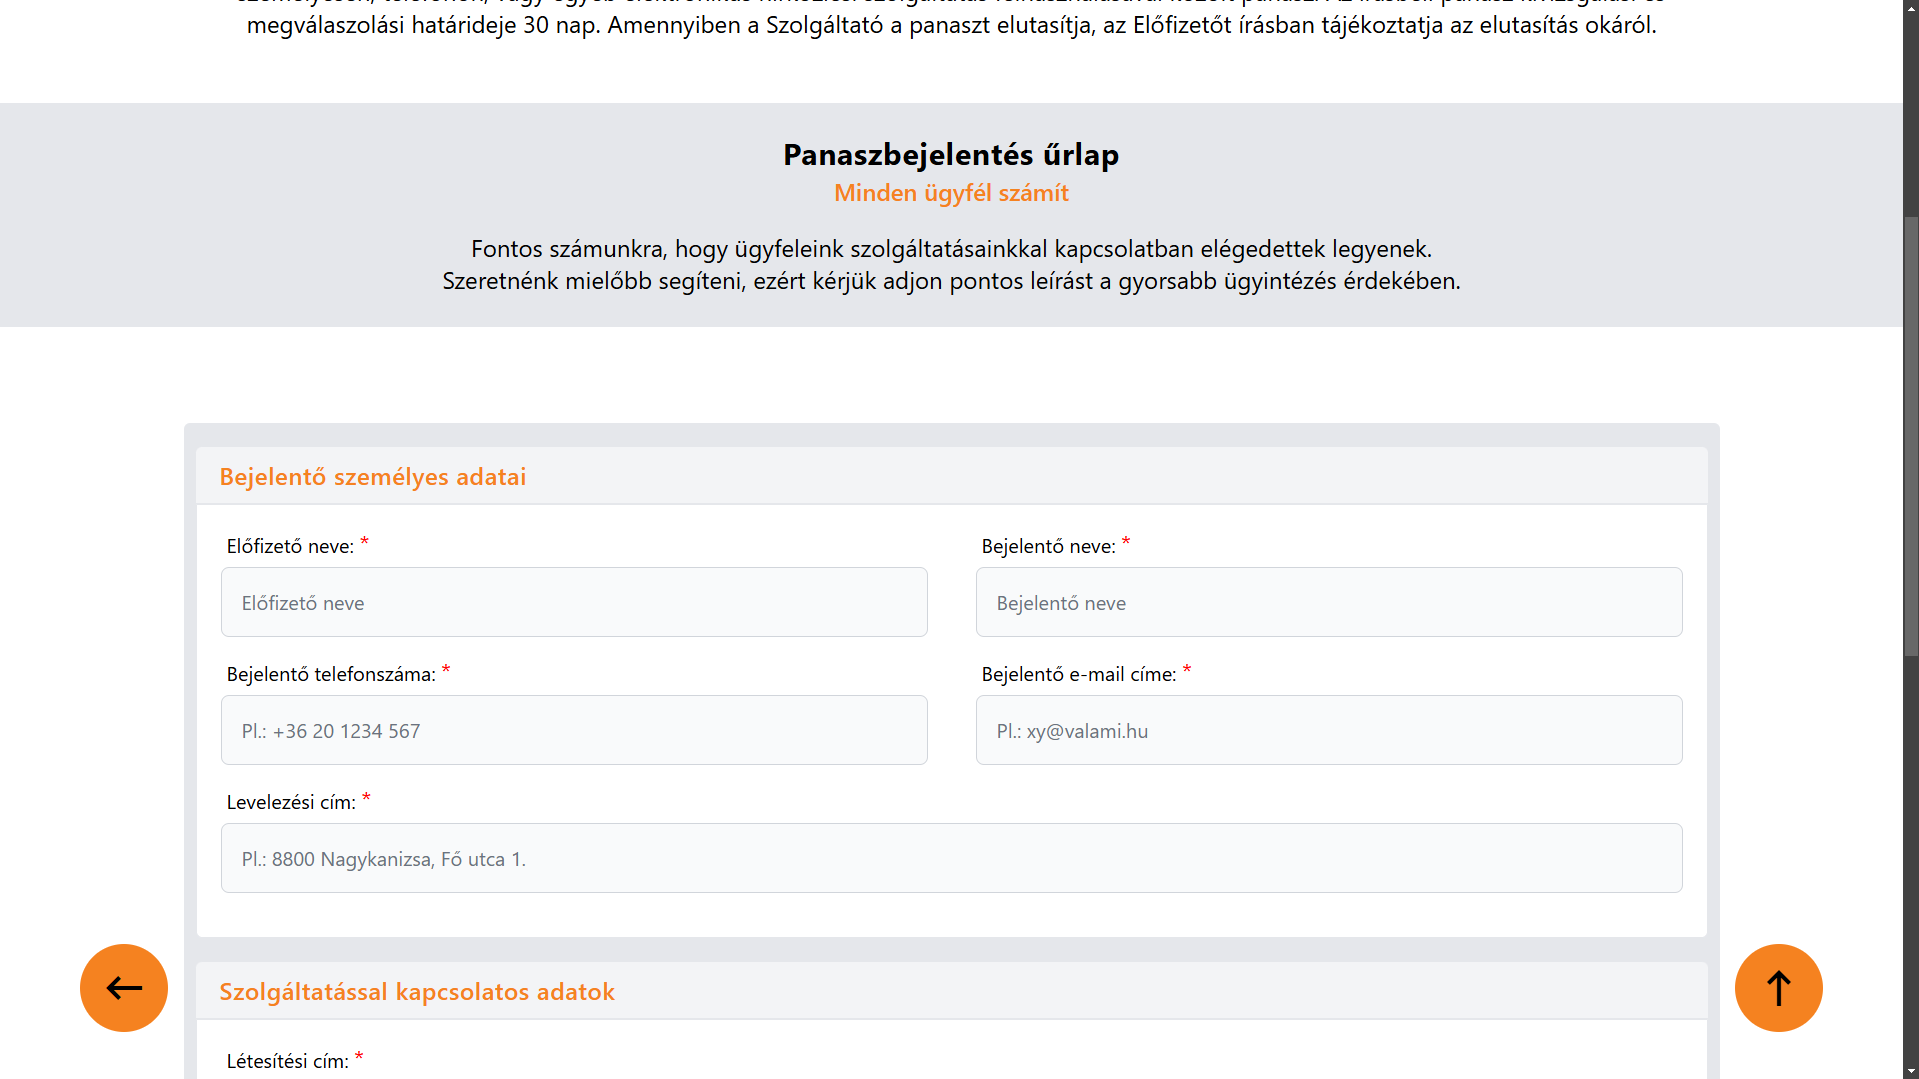 megválaszolási határideje 30 nap. Amennyiben a Szolgáltató a panaszt elutasítja, az Előfizetőt írásban tájékoztatja az elutasítás okáról.
Panaszbejelentés űrlap
Minden ügyfél számít
Fontos számunkra, hogy ügyfeleink szolgáltatásainkkal kapcsolatban elégedettek legyenek.
Szeretnénk mielőbb segíteni, ezért kérjük adjon pontos leírást a gyorsabb ügyintézés érdekében.
Bejelentő személyes adatai
Előfizető neve: *
Bejelentő neve: *
Előfizető neve
Bejelentő neve
Bejelentő telefonszáma: *
Bejelentő e-mail címe: *
Pl.: +36 20 1234 567
Pl.: xy@valami.hu
Levelezési cím: *
Pl.: 8800 Nagykanizsa, Fő utca 1.
Szolgáltatással kapcsolatos adatok
Létesítési cím: *